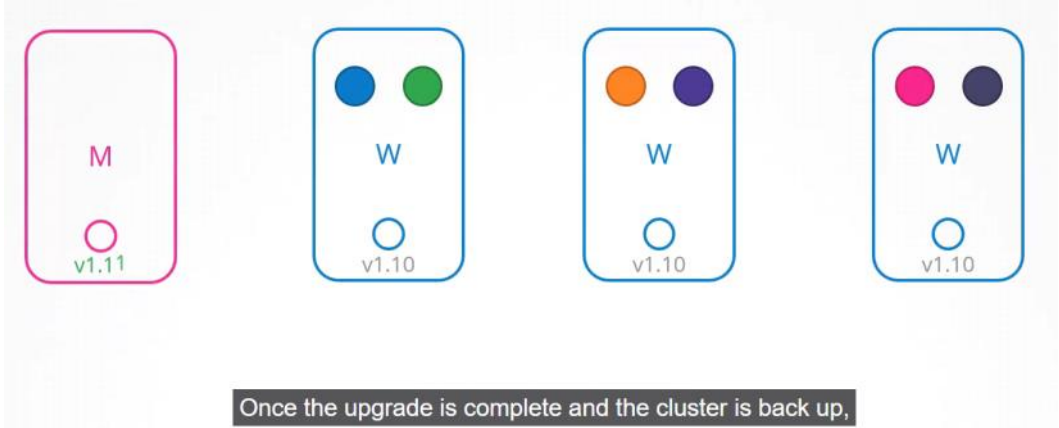 M
W
W
W
v1.11
v1.10
v1.10
v1.10
Once the upgrade is complete and the cluster is back up,